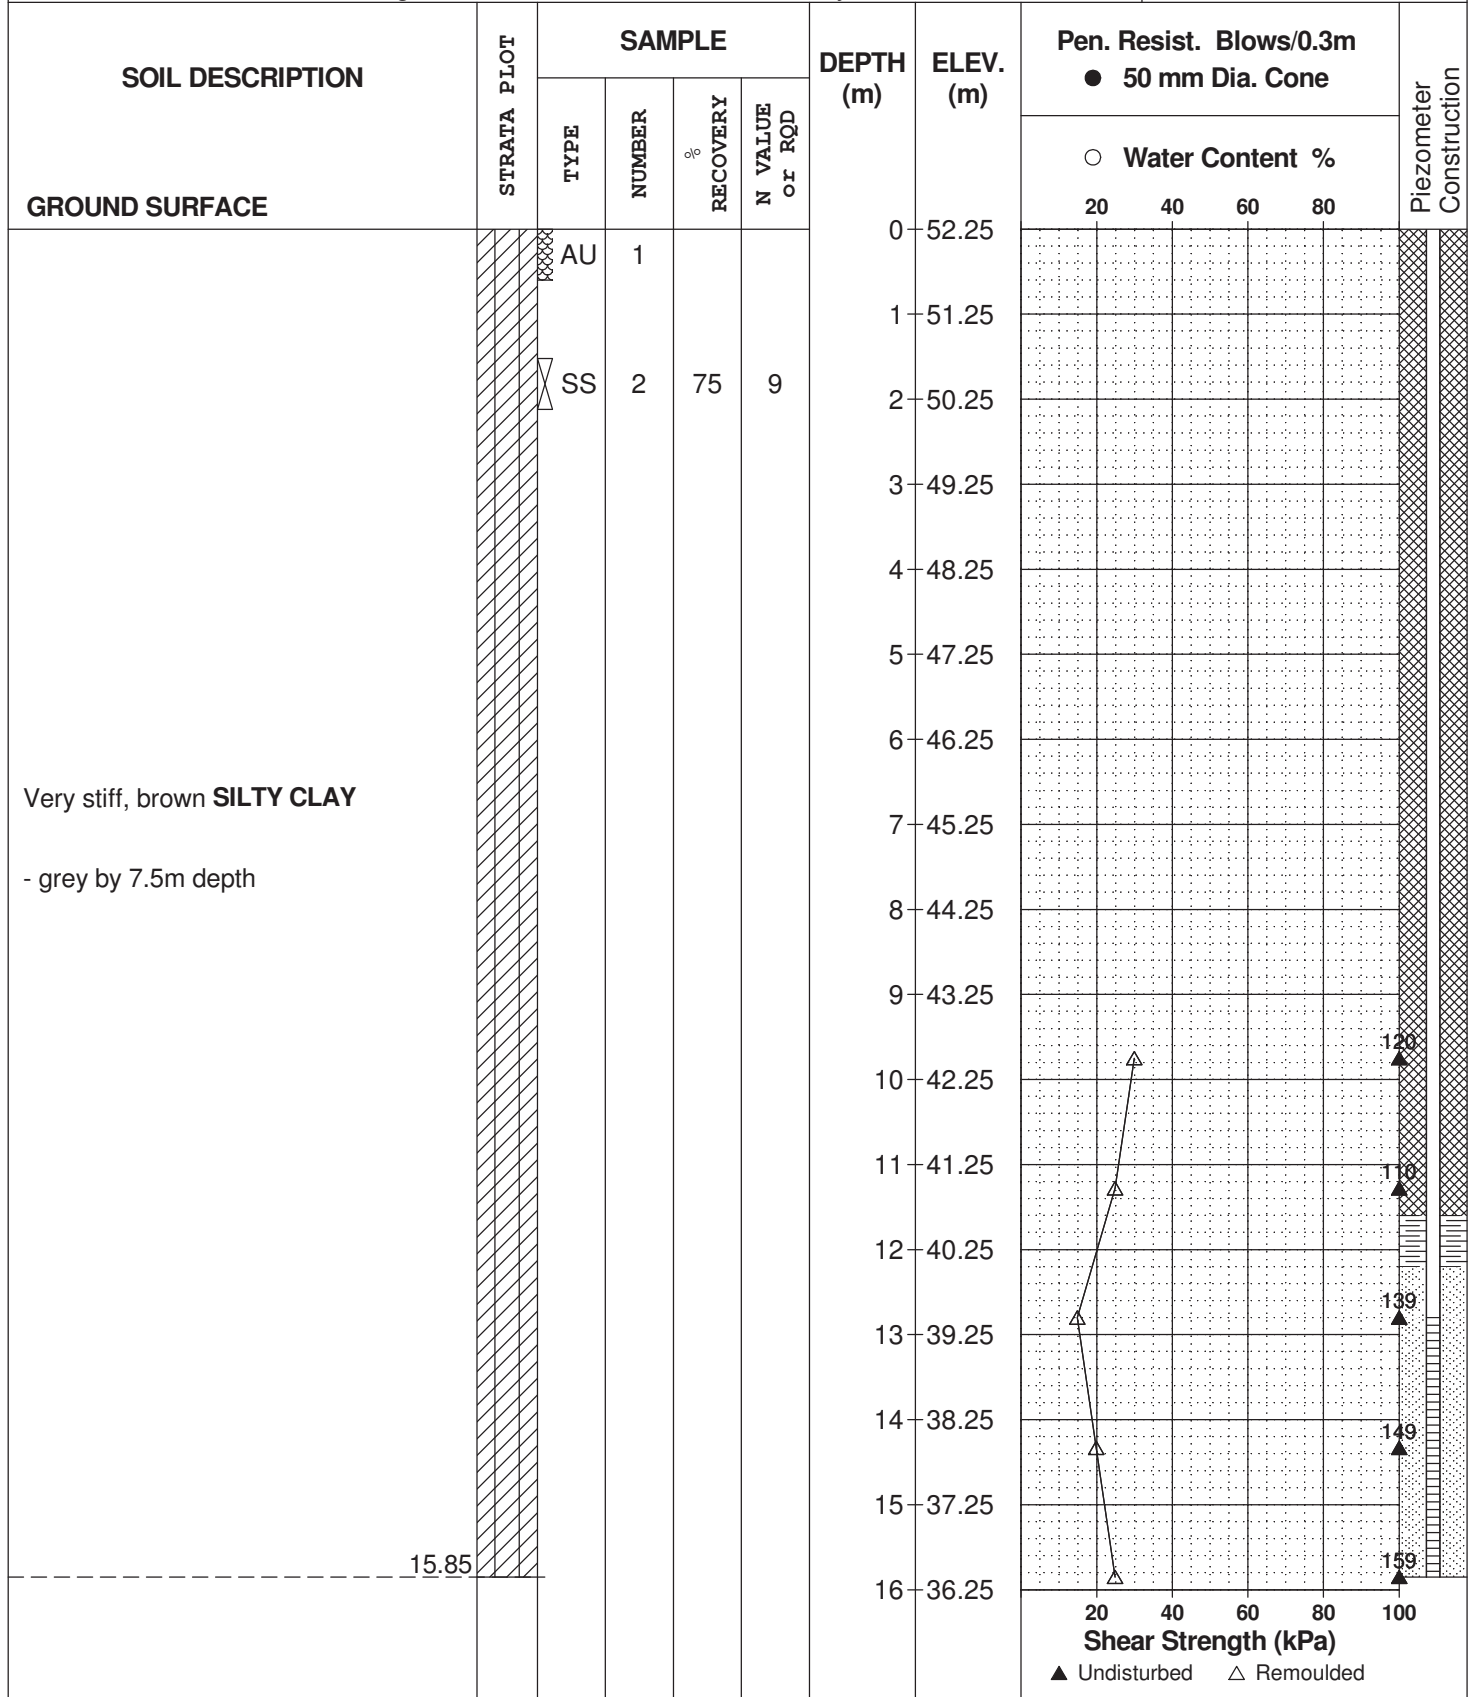 SOIL DESCRIPTION
GROUND SURFACE
STRATA PLOT
SAMPLE
TYPE
NUMBER
%
RECOVERY
N VALUE
or RQD
DEPTH
(m)
ELEV.
(m)
Pen. Resist. Blows/0.3m
● 50 mm Dia. Cone
○ Water Content %
20 40 60 80
Piezometer
Construction
0 52.25
AU 1
1 51.25
SS 2 75 9
2 50.25
3 49.25
4 48.25
5 47.25
6 46.25
Very stiff, brown SILTY CLAY
7 45.25
- grey by 7.5m depth
8 44.25
9 43.25
120
10 42.25
11 41.25
110
12 40.25
139
13 39.25
14 38.25
149
15 37.25
15.85
159
16 36.25
20 40 60 80 100
Shear Strength (kPa)
▲ Undisturbed △ Remoulded